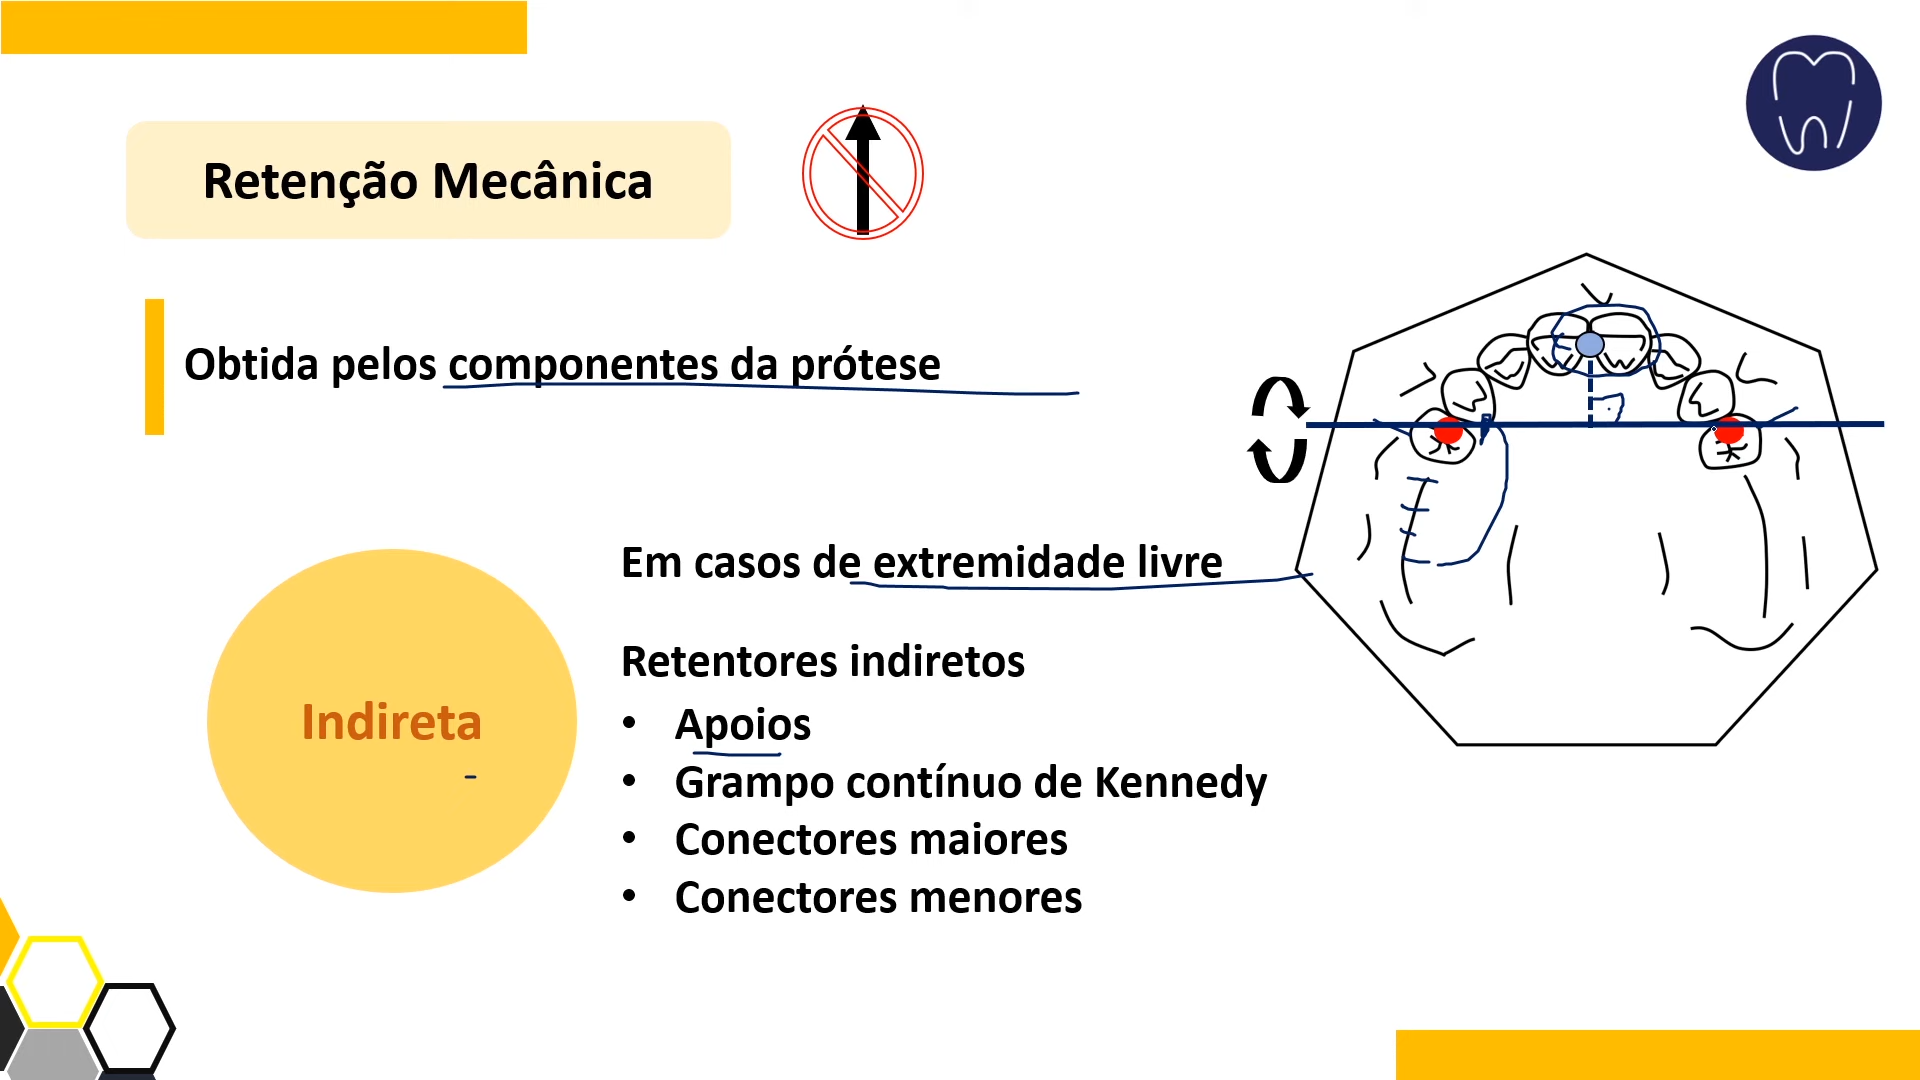 Retenção Mecânica
Obtida pelos componentes da prótese
Em casos de extremidade livre
Indireta
Retentores indiretos
• Apoios
• Grampo contínuo de Kennedy
• Conectores maiores
• Conectores menores